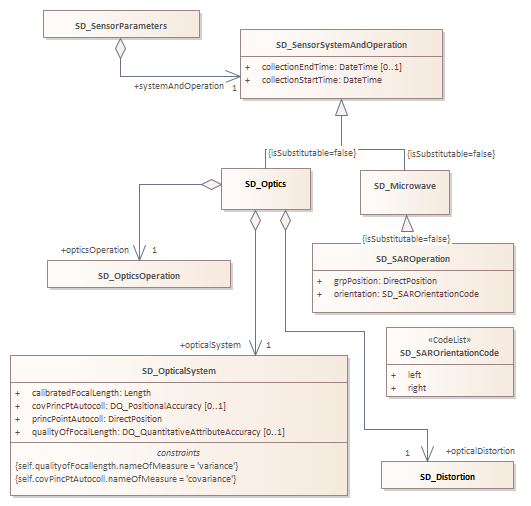 SD_SensorParameters
SD_SensorSystemAndOperation
+ collectionEndTime: DateTime [0..1]
+ collectionStartTime: DateTime
+systemAndOperation
1
{isSubstitutable=false}
{isSubstitutable=false}
SD_Optics
SD_Microwave
{isSubstitutable=false}
+opticsOperation
1
SD_OpticsOperation
SD_SAROperation
+ grpPosition: DirectPosition
+ orientation: SD_SAROrientationCode
«CodeList»
SD_SAROrientationCode
+ left
+ right
+opticalSystem
1
SD_OpticalSystem
+ calibratedFocalLength: Length
+ covPrincPtAutocoll: DQ_PositionalAccuracy [0..1]
+ princPointAutocoll: DirectPosition
+ qualityOfFocalLength: DQ_QuantitativeAttributeAccuracy [0..1]
constraints
{self.qualityofFocallength.nameOfMeasure = 'variance'}
{self.covPincPtAutocoll.nameOfMeasure = 'covariance'}
1
+opticalDistortion
SD_Distortion